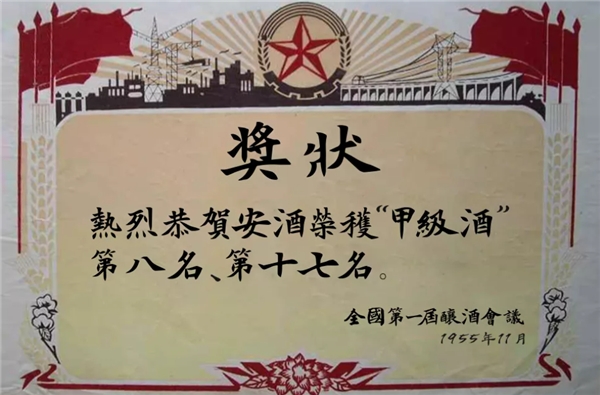 奬狀
熱烈恭賀安酒榮獲“甲級酒”
第八名、第十七名。
全國第一届釀酒會議
1955年11月